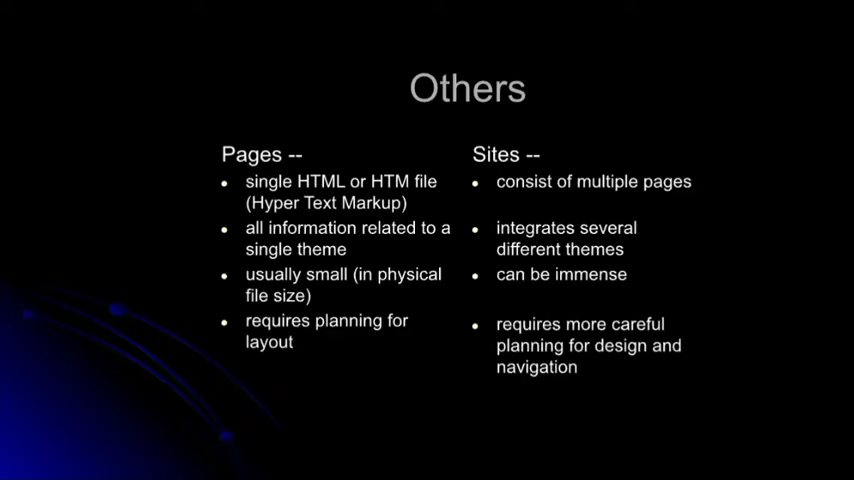 Others
Pages --
• single HTML or HTM file
(Hyper Text Markup)
• all information related to a
single theme
• usually small (in physical
file size)
• requires planning for
layout
Sites --
• consist of multiple pages
• integrates several
different themes
• can be immense
• requires more careful
planning for design and
navigation